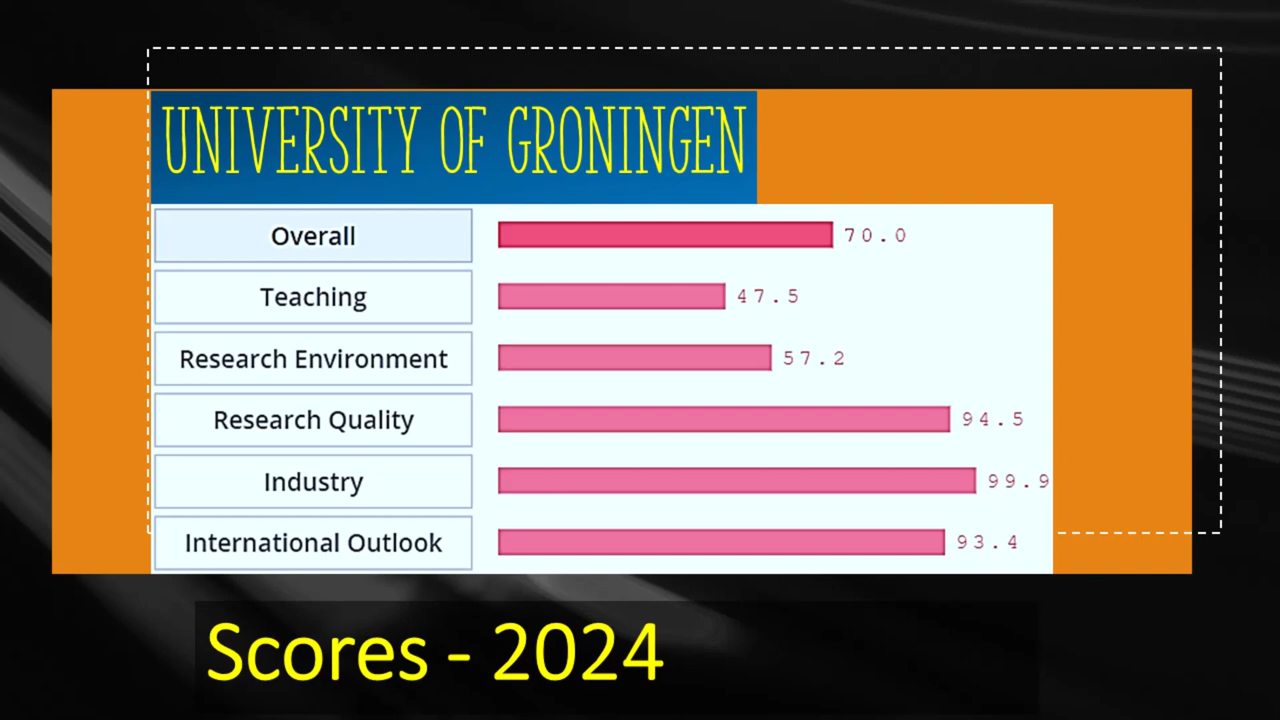 UNIVERSITY OF GRONINGEN
Overall 70.0
Teaching 47.5
Research Environment 57.2
Research Quality 94.5
Industry 99.9
International Outlook 93.4
Scores - 2024